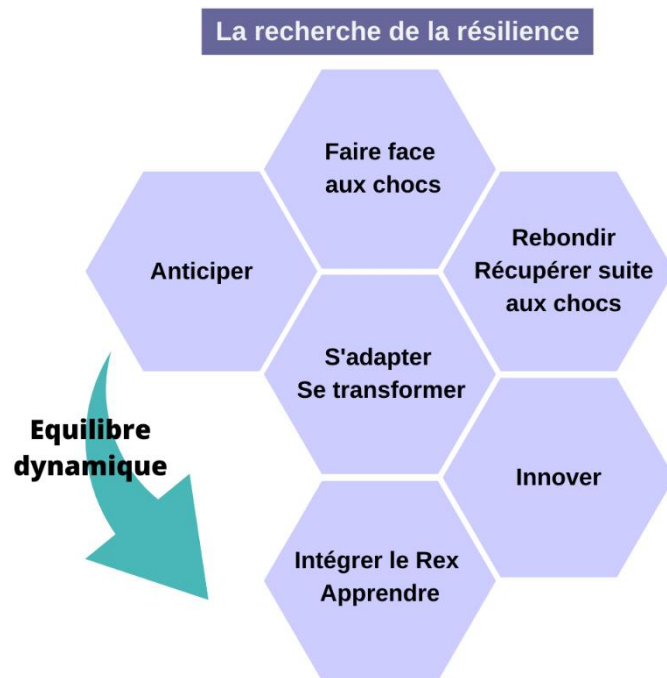 La recherche de la résilience
Faire face
aux chocs
Anticiper
Rebondir
Récupérer suite
aux chocs
S'adapter
Se transformer
Equilibre
dynamique
Innover
Intégrer le Rex
Apprendre